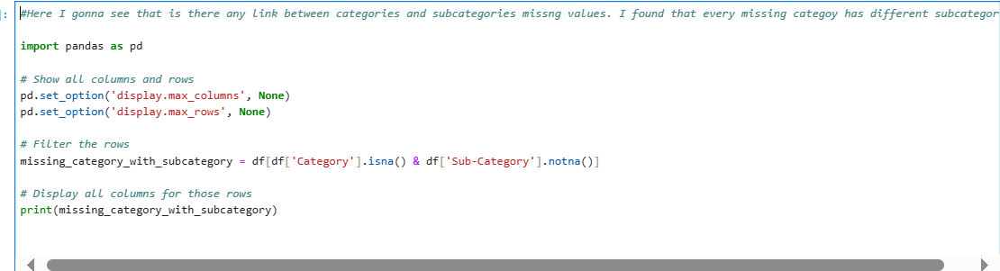 #Here I gonna see that is there any link between categories and subcategories missng values. I found that every missing categoy has different subcategor
import pandas as pd
# Show all columns and rows
pd.set_option('display.max_columns', None)
pd.set_option('display.max_rows', None)
# Filter the rows
missing_category_with_subcategory = df[df['Category'].isna() & df['Sub-Category'].notna()]
# Display all columns for those rows
print(missing_category_with_subcategory)